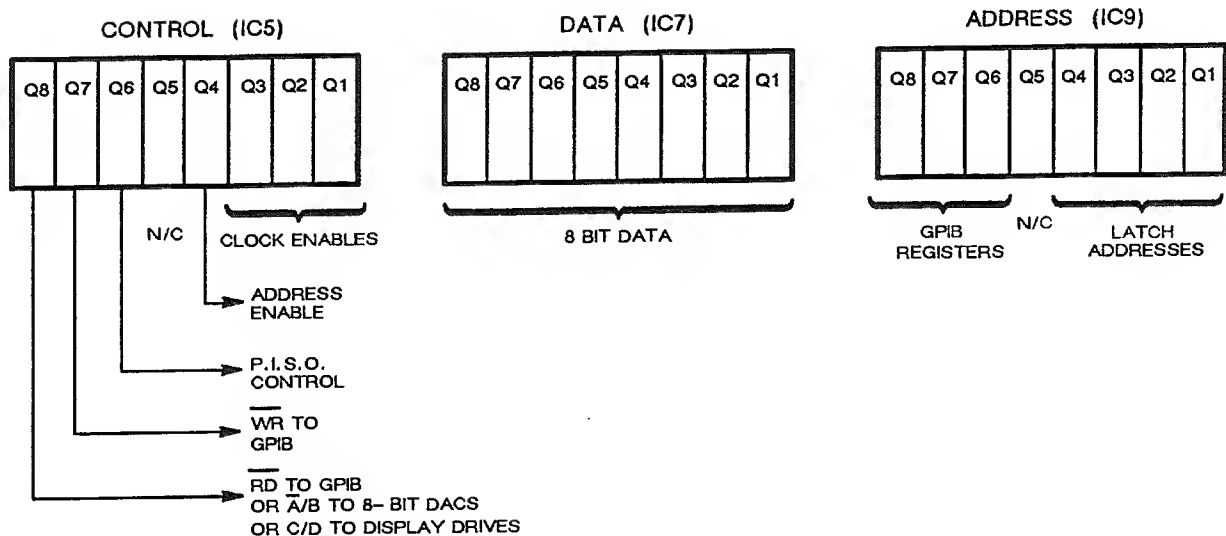 CONTROL (IC5)
Q8 Q7 Q6 Q5 Q4 Q3 Q2 Q1
N/C
CLOCK ENABLES
ADDRESS
ENABLE
P.I.S.O.
CONTROL
WR TO
GPIB
RD TO GPIB
OR A/B TO 8-BIT DACS
OR C/D TO DISPLAY DRIVES
DATA (IC7)
Q8 Q7 Q6 Q5 Q4 Q3 Q2 Q1
8 BIT DATA
ADDRESS (IC9)
Q8 Q7 Q6 Q5 Q4 Q3 Q2 Q1
GPIB
REGISTERS
N/C
LATCH
ADDRESSES